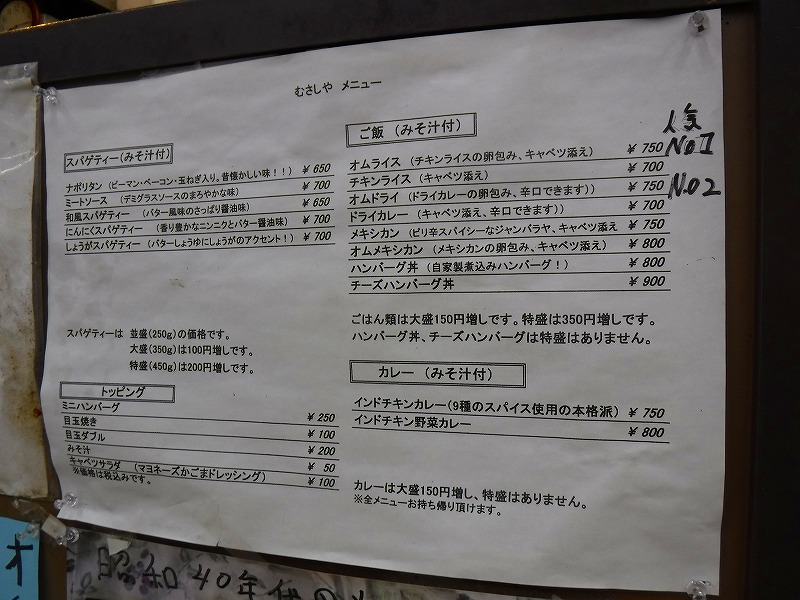 むさしや メニュー
スパゲティー(みそ汁付)
ナポリタン (ピーマン・ベーコン・玉ねぎ入り。昔懐かしい味!!) ¥ 650
ミートソース (デミグラスソースのまろやかな味) ¥ 700
和風スパゲティー (バター風味のさっぱり醤油味) ¥ 650
にんにくスパゲティー (香り豊かなニンニクとバター醤油味) ¥ 700
しょうがスパゲティー (バターしょうゆにしょうがのアクセント!) ¥ 700
スパゲティーは 並盛(250g)の価格です。
大盛(350g)は100円増しです。
特盛(450g)は200円増しです。
トッピング
ミニハンバーグ ¥ 250
目玉焼き ¥ 100
目玉ダブル ¥ 200
みそ汁 ¥ 50
キャベツサラダ (マヨネーズかごまドレッシング) ¥ 100
※価格は税込みです。
ご飯 (みそ汁付)
人気
オムライス (チキンライスの卵包み、キャベツ添え) ¥ 750 No1
チキンライス (キャベツ添え) ¥ 700
オムドライ (ドライカレーの卵包み、辛口できます)) ¥ 750 No2
ドライカレー (キャベツ添え、辛口できます)) ¥ 700
メキシカン (ピリ辛スパイシーなジャンバラヤ、キャベツ添え ¥ 750
オムメキシカン (メキシカンの卵包み、キャベツ添え) ¥ 800
ハンバーグ丼 (自家製煮込みハンバーグ!) ¥ 800
チーズハンバーグ丼 ¥ 900
ごはん類は大盛150円増しです。特盛は350円増しです。
ハンバーグ丼、チーズハンバーグは特盛はありません。
カレー (みそ汁付)
インドチキンカレー(9種のスパイス使用の本格派) ¥ 750
インドチキン野菜カレー ¥ 800
カレーは大盛150円増し、特盛はありません。
※全メニューお持ち帰り頂けます。
オ
昭和40年代の